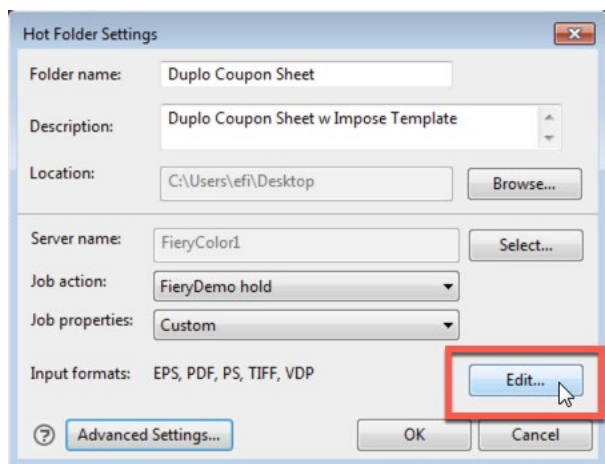 Hot Folder Settings
Folder name: Duplo Coupon Sheet
Description: Duplo Coupon Sheet w Impose Template
Location: C:\Users\efi\Desktop Browse...
Server name: FieryColor1 Select...
Job action: FieryDemo hold
Job properties: Custom
Input formats: EPS, PDF, PS, TIFF, VDP Edit...
? Advanced Settings... OK Cancel